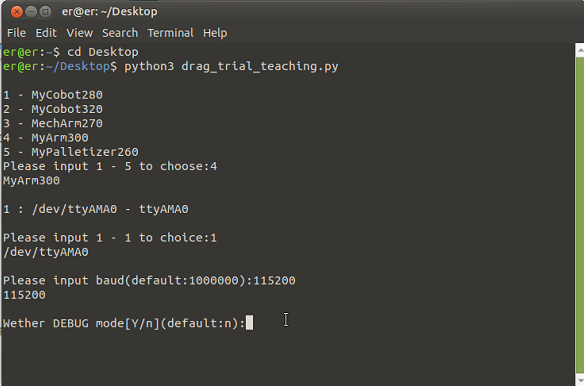 er@er: ~/Desktop
File Edit View Search Terminal Help
er@er:~$ cd Desktop
er@er:~/Desktop$ python3 drag_trial_teaching.py
1 - MyCobot280
2 - MyCobot320
3 - MechArm270
4 - MyArm300
5 - MyPalletizer260
Please input 1 - 5 to choose:4
MyArm300
1 : /dev/ttyAMA0 - ttyAMA0
Please input 1 - 1 to choice:1
/dev/ttyAMA0
Please input baud(default:1000000):115200
115200
Wether DEBUG mode[Y/n](default:n):